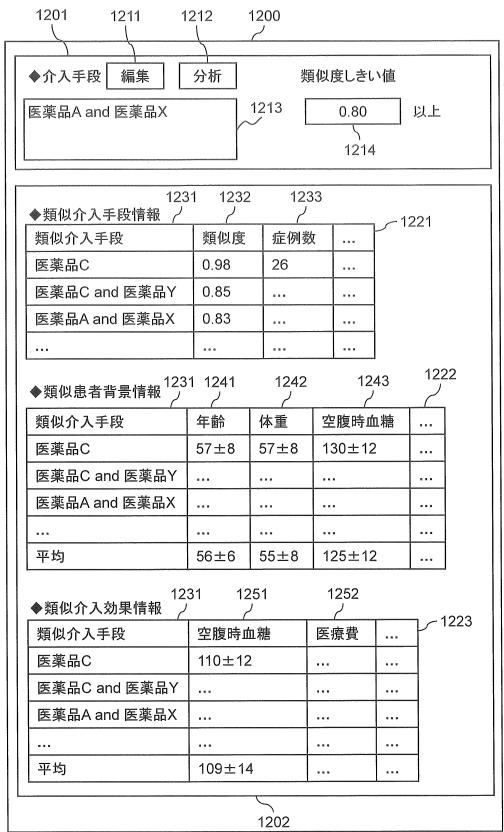 1200
1201
1211
1212
◆介入手段
編集
分析
類似度しきい値
医薬品A and 医薬品X
1213
0.80
以上
1214
1231
1232
1233
1221
◆類似介入手段情報
類似介入手段 類似度 症例数 …
医薬品C 0.98 26 …
医薬品C and 医薬品Y 0.85 … …
医薬品A and 医薬品X 0.83 … …
… … … …
1231
1241
1242
1243
1222
◆類似患者背景情報
類似介入手段 年齢 体重 空腹時血糖 …
医薬品C 57±8 57±8 130±12 …
医薬品C and 医薬品Y … … … …
医薬品A and 医薬品X … … … …
… … … … …
平均 56±6 55±8 125±12 …
1231
1251
1252
1223
◆類似介入効果情報
類似介入手段 空腹時血糖 医療費 …
医薬品C 110±12 … …
医薬品C and 医薬品Y … … …
医薬品A and 医薬品X … … …
… … … …
平均 109±14 … …
1202